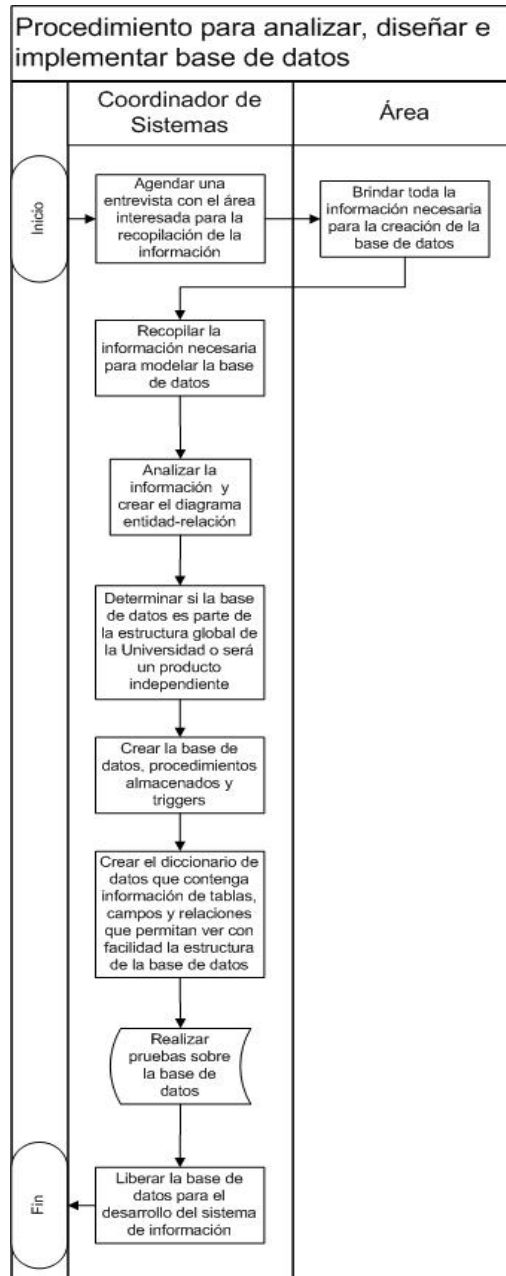 Procedimiento para analizar, diseñar e
implementar base de datos
Coordinador de
Sistemas
Área
Inicio
Agendar una
entrevista con el área
interesada para la
recopilación de la
información
Brindar toda la
información necesaria
para la creación de la
base de datos
Recopilar la
información necesaria
para modelar la base
de datos
Analizar la
información y
crear el diagrama
entidad-relación
Determinar si la base
de datos es parte de
la estructura global de
la Universidad o será
un producto
independiente
Crear la base de
datos, procedimientos
almacenados y
triggers
Crear el diccionario de
datos que contenga
información de tablas,
campos y relaciones
que permitan ver con
facilidad la estructura
de la base de datos
Realizar
pruebas sobre
la base de
datos
Liberar la base de
datos para el
desarrollo del sistema
de información
Fin